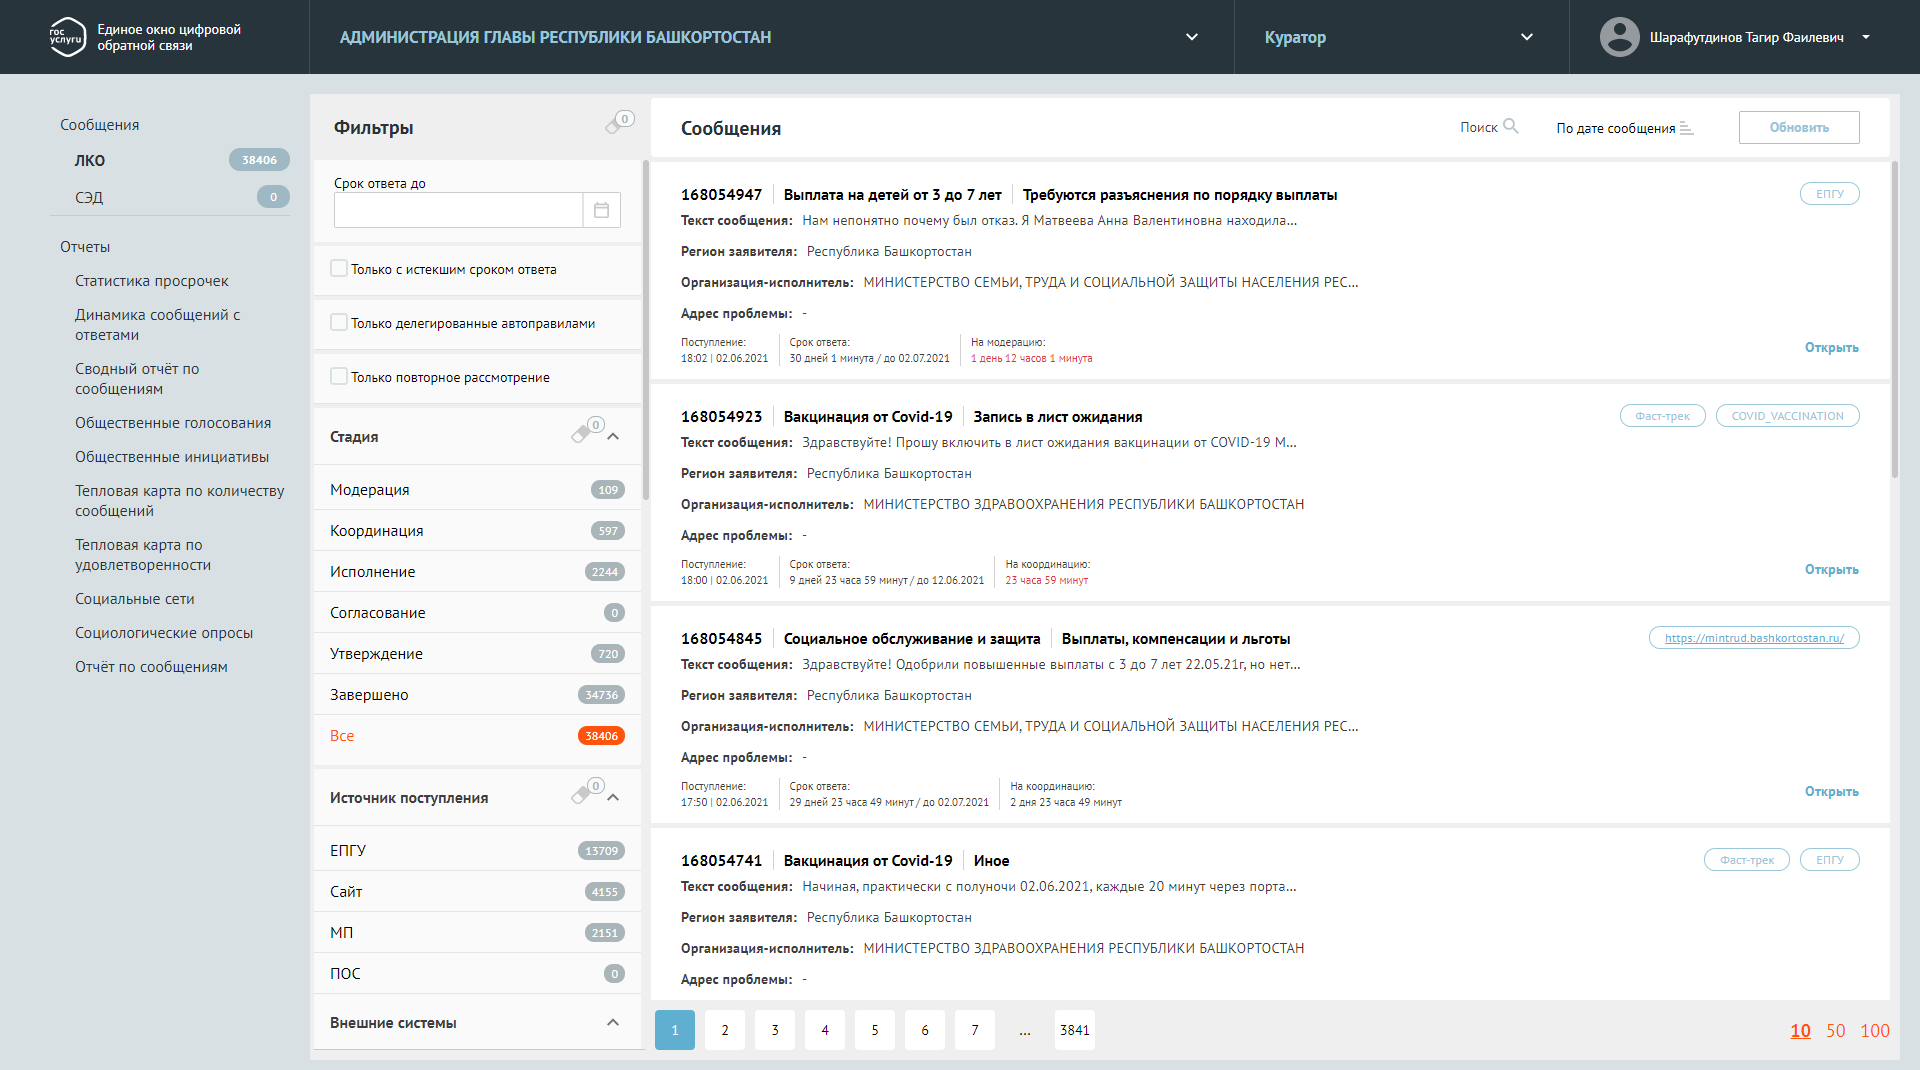 гос услуги
Единое окно цифровой
обратной связи
АДМИНИСТРАЦИЯ ГЛАВЫ РЕСПУБЛИКИ БАШКОРТОСТАН
Куратор
Шарафутдинов Тагир Фаилевич
Сообщения
ЛКО 38406
СЭД 0
Отчеты
Статистика просрочек
Динамика сообщений с
ответами
Сводный отчёт по
сообщениям
Общественные голосования
Общественные инициативы
Тепловая карта по количеству
сообщений
Тепловая карта по
удовлетворенности
Социальные сети
Социологические опросы
Отчёт по сообщениям
Фильтры 0
Срок ответа до
Только с истекшим сроком ответа
Только делегированные автоправилами
Только повторное рассмотрение
Стадия 0
Модерация 109
Координация 597
Исполнение 2244
Согласование 0
Утверждение 720
Завершено 34736
Все 38406
Источник поступления 0
ЕПГУ 13709
Сайт 4155
МП 2151
ПОС 0
Внешние системы
Сообщения Поиск По дате сообщения Обновить
168054947 Выплата на детей от 3 до 7 лет Требуются разъяснения по порядку выплаты ЕПГУ
Текст сообщения: Нам непонятно почему был отказ. Я Матвеева Анна Валентиновна находила...
Регион заявителя: Республика Башкортостан
Организация-исполнитель: МИНИСТЕРСТВО СЕМЬИ, ТРУДА И СОЦИАЛЬНОЙ ЗАЩИТЫ НАСЕЛЕНИЯ РЕС...
Адрес проблемы: -
Поступление: Срок ответа: На модерацию:
18:02 | 02.06.2021 30 дней 1 минута / до 02.07.2021 1 день 12 часов 1 минута
Открыть
168054923 Вакцинация от Covid-19 Запись в лист ожидания Фаст-трек COVID_VACCINATION
Текст сообщения: Здравствуйте! Прошу включить в лист ожидания вакцинации от COVID-19 М...
Регион заявителя: Республика Башкортостан
Организация-исполнитель: МИНИСТЕРСТВО ЗДРАВООХРАНЕНИЯ РЕСПУБЛИКИ БАШКОРТОСТАН
Адрес проблемы: -
Поступление: Срок ответа: На координацию:
18:00 | 02.06.2021 9 дней 23 часа 59 минут / до 12.06.2021 23 часа 59 минут
Открыть
168054845 Социальное обслуживание и защита Выплаты, компенсации и льготы https://mintrud.bashkortostan.ru/
Текст сообщения: Здравствуйте! Одобрили повышенные выплаты с 3 до 7 лет 22.05.21г, но нет...
Регион заявителя: Республика Башкортостан
Организация-исполнитель: МИНИСТЕРСТВО СЕМЬИ, ТРУДА И СОЦИАЛЬНОЙ ЗАЩИТЫ НАСЕЛЕНИЯ РЕС...
Адрес проблемы: -
Поступление: Срок ответа: На координацию:
17:50 | 02.06.2021 29 дней 23 часа 49 минут / до 02.07.2021 2 дня 23 часа 49 минут
Открыть
168054741 Вакцинация от Covid-19 Иное Фаст-трек ЕПГУ
Текст сообщения: Начиная, практически с полуночи 02.06.2021, каждые 20 минут через порта...
Регион заявителя: Республика Башкортостан
Организация-исполнитель: МИНИСТЕРСТВО ЗДРАВООХРАНЕНИЯ РЕСПУБЛИКИ БАШКОРТОСТАН
Адрес проблемы: -
1 2 3 4 5 6 7 ... 3841 10 50 100